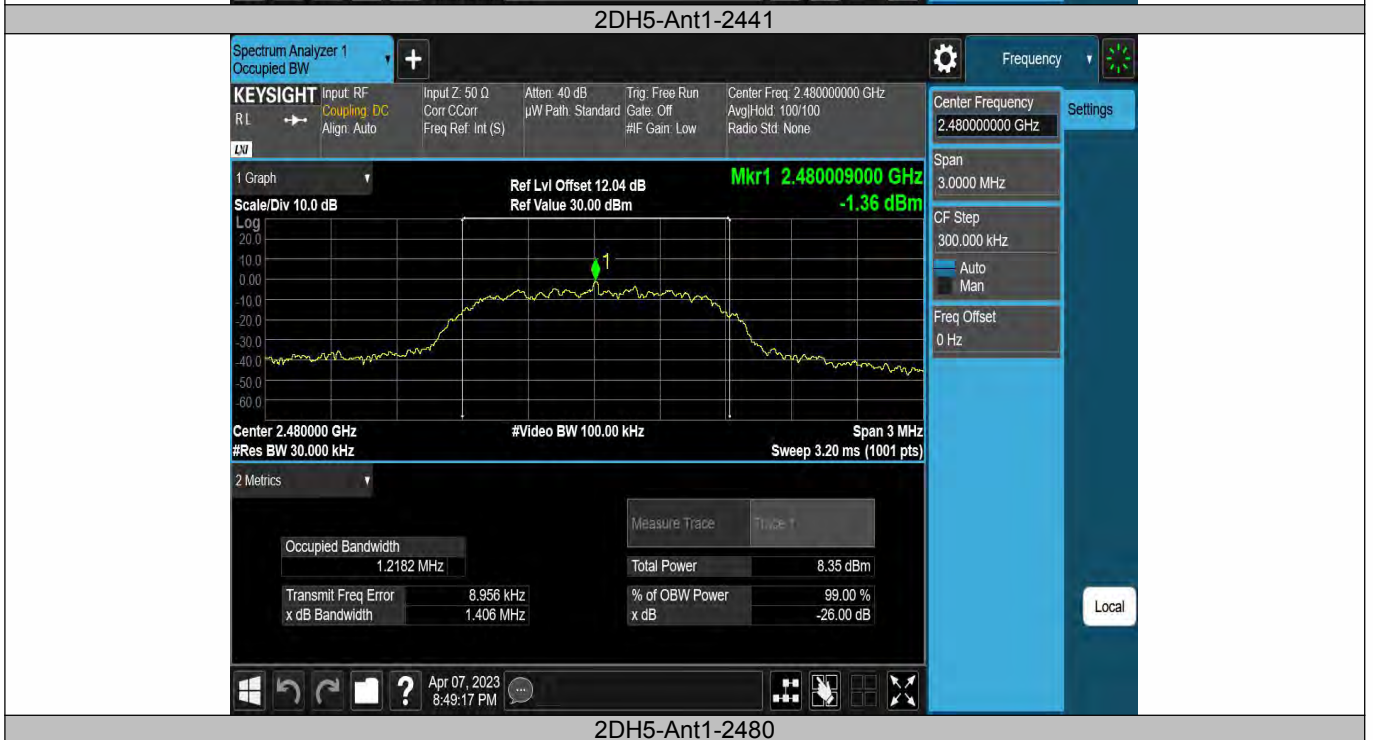 2DH5-Ant1-2441
Spectrum Analyzer 1
Occupied BW
+
Frequency
KEYSIGHT
RL
LXI
Input: RF
Coupling: DC
Align: Auto
Input Z: 50 Ω
Corr CCorr
Freq Ref: Int (S)
Atten: 40 dB
µW Path: Standard
Trig: Free Run
Gate: Off
#IF Gain: Low
Center Freq: 2.480000000 GHz
Avg|Hold: 100/100
Radio Std: None
Center Frequency
2.480000000 GHz
Settings
Span
3.0000 MHz
CF Step
300.000 kHz
Auto
Man
Freq Offset
0 Hz
Local
1 Graph
Scale/Div 10.0 dB
Ref Lvl Offset 12.04 dB
Ref Value 30.00 dBm
Mkr1 2.480009000 GHz
-1.36 dBm
Log
20.0
10.0
0.00
-10.0
-20.0
-30.0
-40.0
-50.0
-60.0
1
Center 2.480000 GHz
#Res BW 30.000 kHz
#Video BW 100.00 kHz
Span 3 MHz
Sweep 3.20 ms (1001 pts)
2 Metrics
Measure Trace Trace 1
Occupied Bandwidth
1.2182 MHz
Total Power 8.35 dBm
Transmit Freq Error 8.956 kHz
% of OBW Power 99.00 %
x dB Bandwidth 1.406 MHz
x dB -26.00 dB
?
Apr 07, 2023
8:49:17 PM
2DH5-Ant1-2480